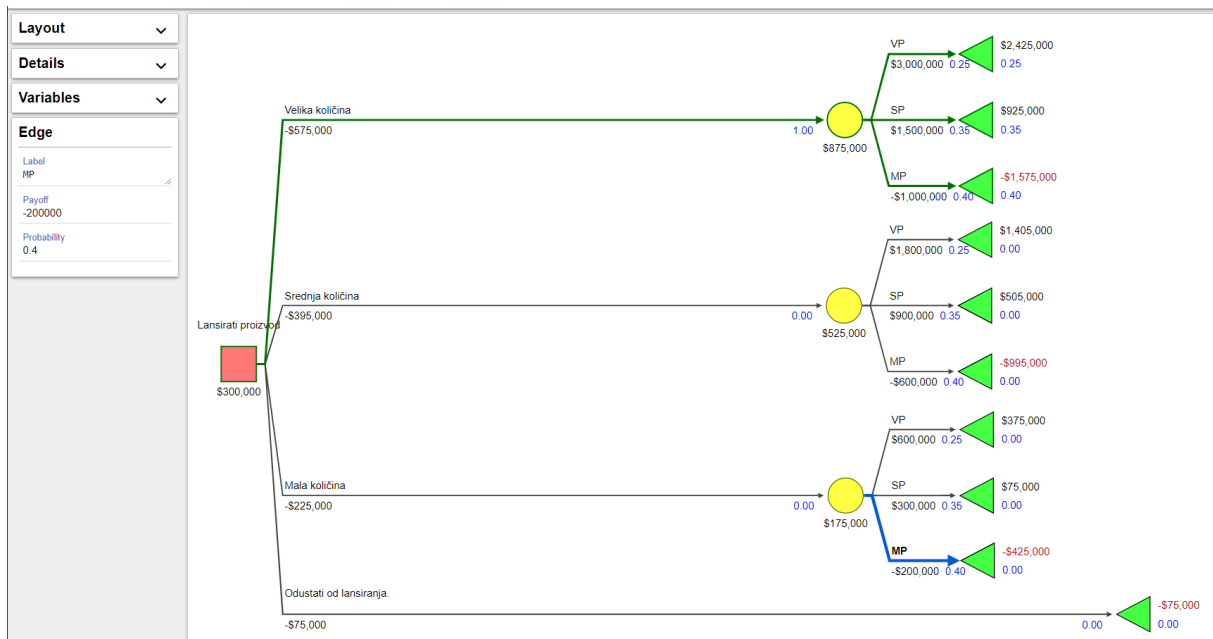 Layout
Details
Variables
Edge
Label
MP
Payoff
-200000
Probability
0.4
Lansirati proizvod
$300,000
Velika količina
-$575,000
1.00
$875,000
VP
$3,000,000 0.25
$2,425,000
0.25
SP
$1,500,000 0.35
$925,000
0.35
MP
-$1,000,000 0.40
-$1,575,000
0.40
Srednja količina
-$395,000
0.00
$525,000
VP
$1,800,000 0.25
$1,405,000
0.00
SP
$900,000 0.35
$505,000
0.00
MP
-$600,000 0.40
-$995,000
0.00
Mala količina
-$225,000
0.00
$175,000
VP
$600,000 0.25
$375,000
0.00
SP
$300,000 0.35
$75,000
0.00
MP
-$200,000 0.40
-$425,000
0.00
Odustati od lansiranja.
-$75,000
0.00
-$75,000
0.00